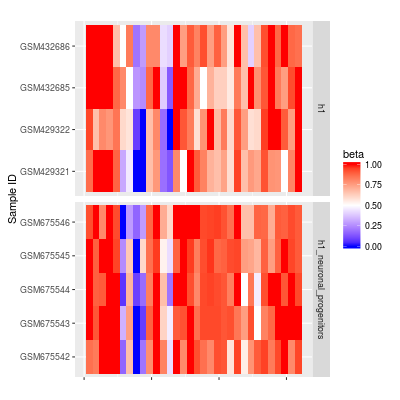 Sample ID
GSM432686
GSM432685
GSM429322
GSM429321
h1
GSM675546
GSM675545
GSM675544
GSM675543
GSM675542
h1_neuronal_progenitors
beta
1.00
0.75
0.50
0.25
0.00